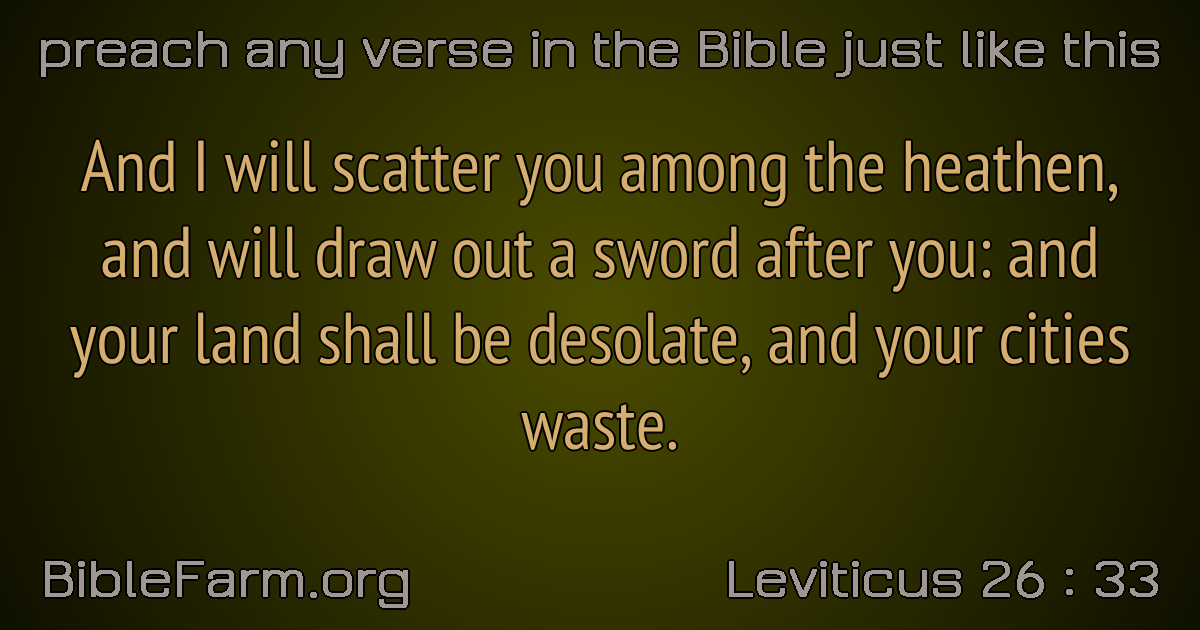 preach any verse in the Bible just like this
And I will scatter you among the heathen,
and will draw out a sword after you: and
your land shall be desolate, and your cities
waste.
BibleFarm.org
Leviticus 26 : 33